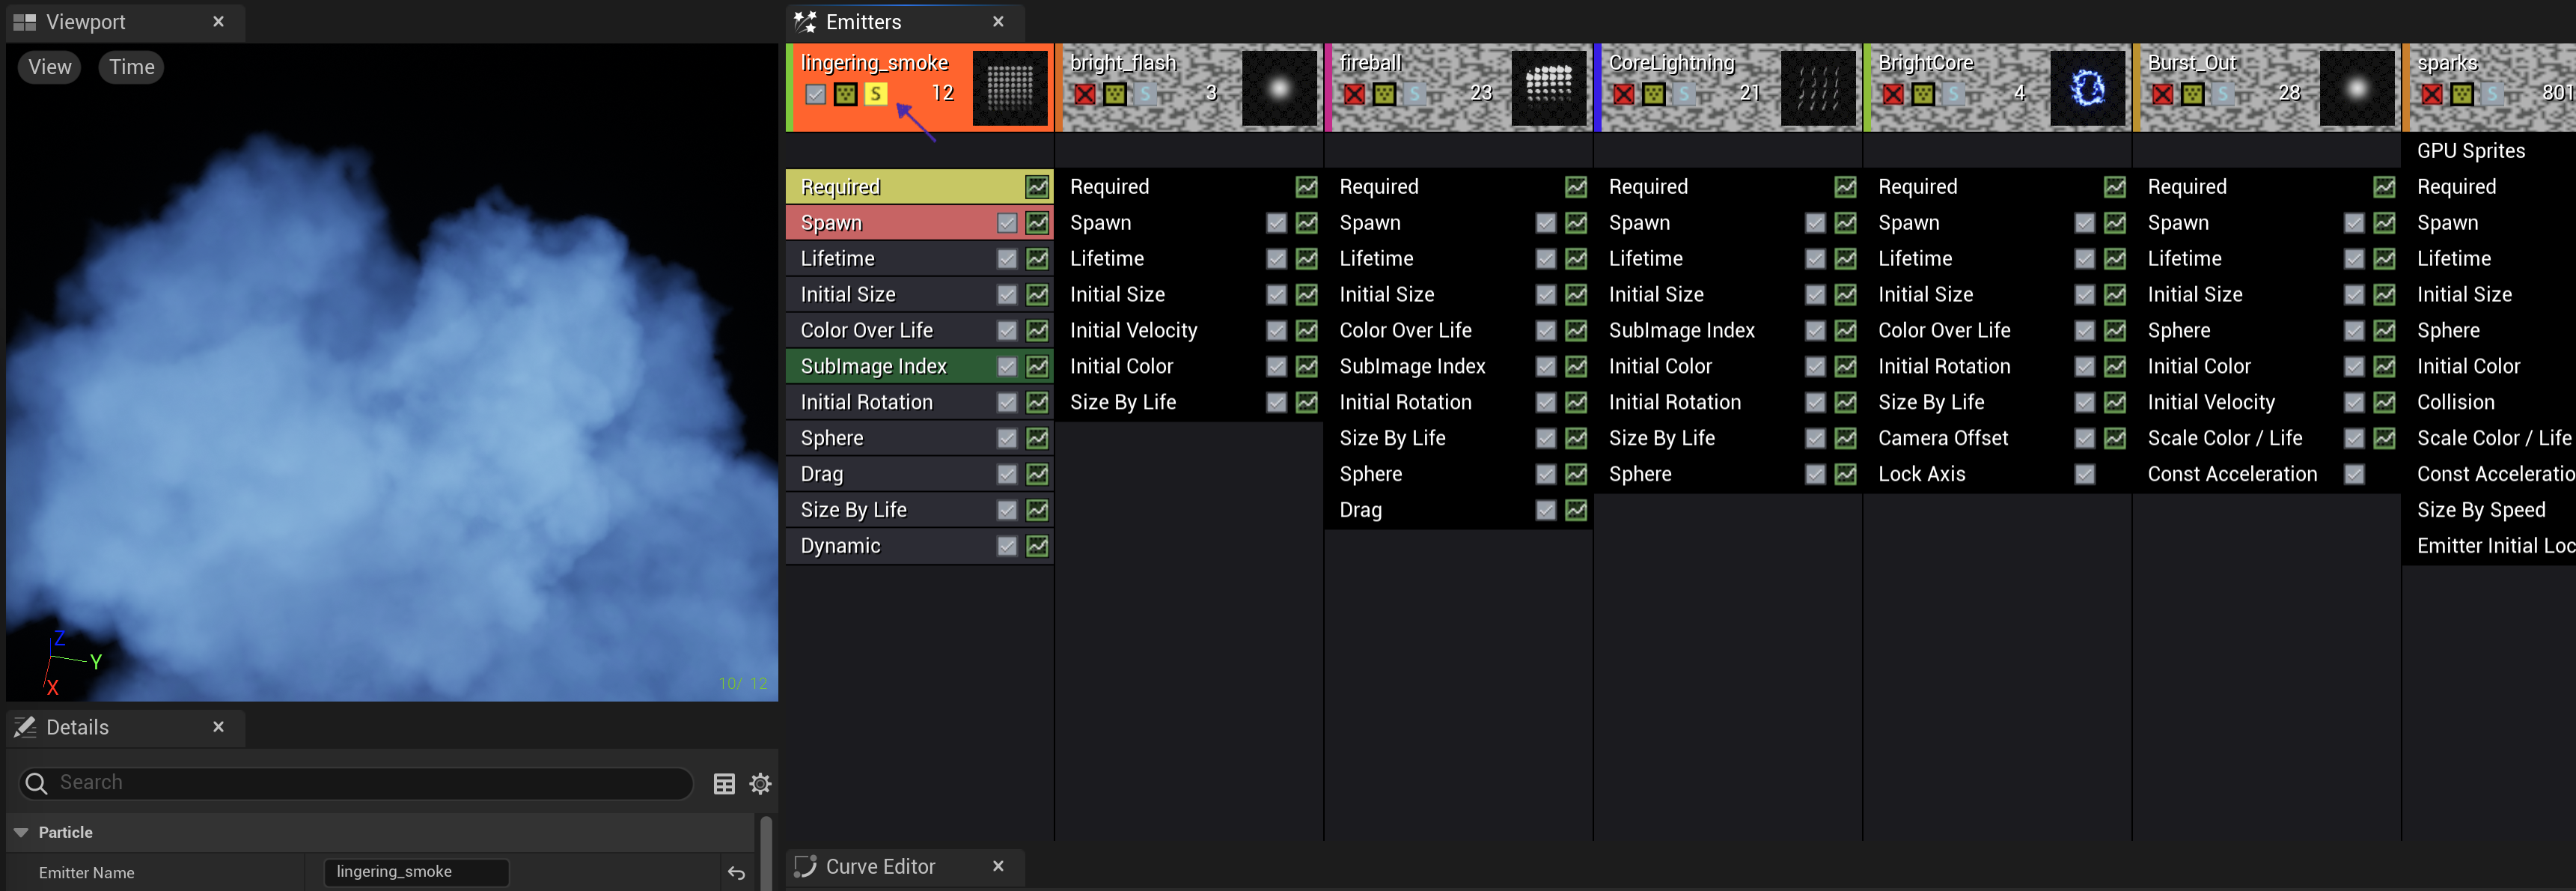 Viewport
View
Time
Z
Y
X
10/ 12
Details
Search
Particle
Emitter Name
lingering_smoke
Emitters
lingering_smoke
S
12
Required
Spawn
Lifetime
Initial Size
Color Over Life
SubImage Index
Initial Rotation
Sphere
Drag
Size By Life
Dynamic
bright_flash
S
3
Required
Spawn
Lifetime
Initial Size
Initial Velocity
Initial Color
Size By Life
fireball
S
23
Required
Spawn
Lifetime
Initial Size
Color Over Life
SubImage Index
Initial Rotation
Size By Life
Sphere
Drag
CoreLightning
S
21
Required
Spawn
Lifetime
Initial Size
SubImage Index
Initial Color
Initial Rotation
Size By Life
Sphere
BrightCore
S
4
Required
Spawn
Lifetime
Initial Size
Color Over Life
Initial Rotation
Size By Life
Camera Offset
Lock Axis
Burst_Out
S
28
Required
Spawn
Lifetime
Initial Size
Sphere
Initial Color
Initial Velocity
Scale Color / Life
Const Acceleration
sparks
S
801
GPU Sprites
Required
Spawn
Lifetime
Initial Size
Sphere
Initial Color
Collision
Scale Color / Life
Const Acceleratio
Size By Speed
Emitter Initial Loc
Curve Editor